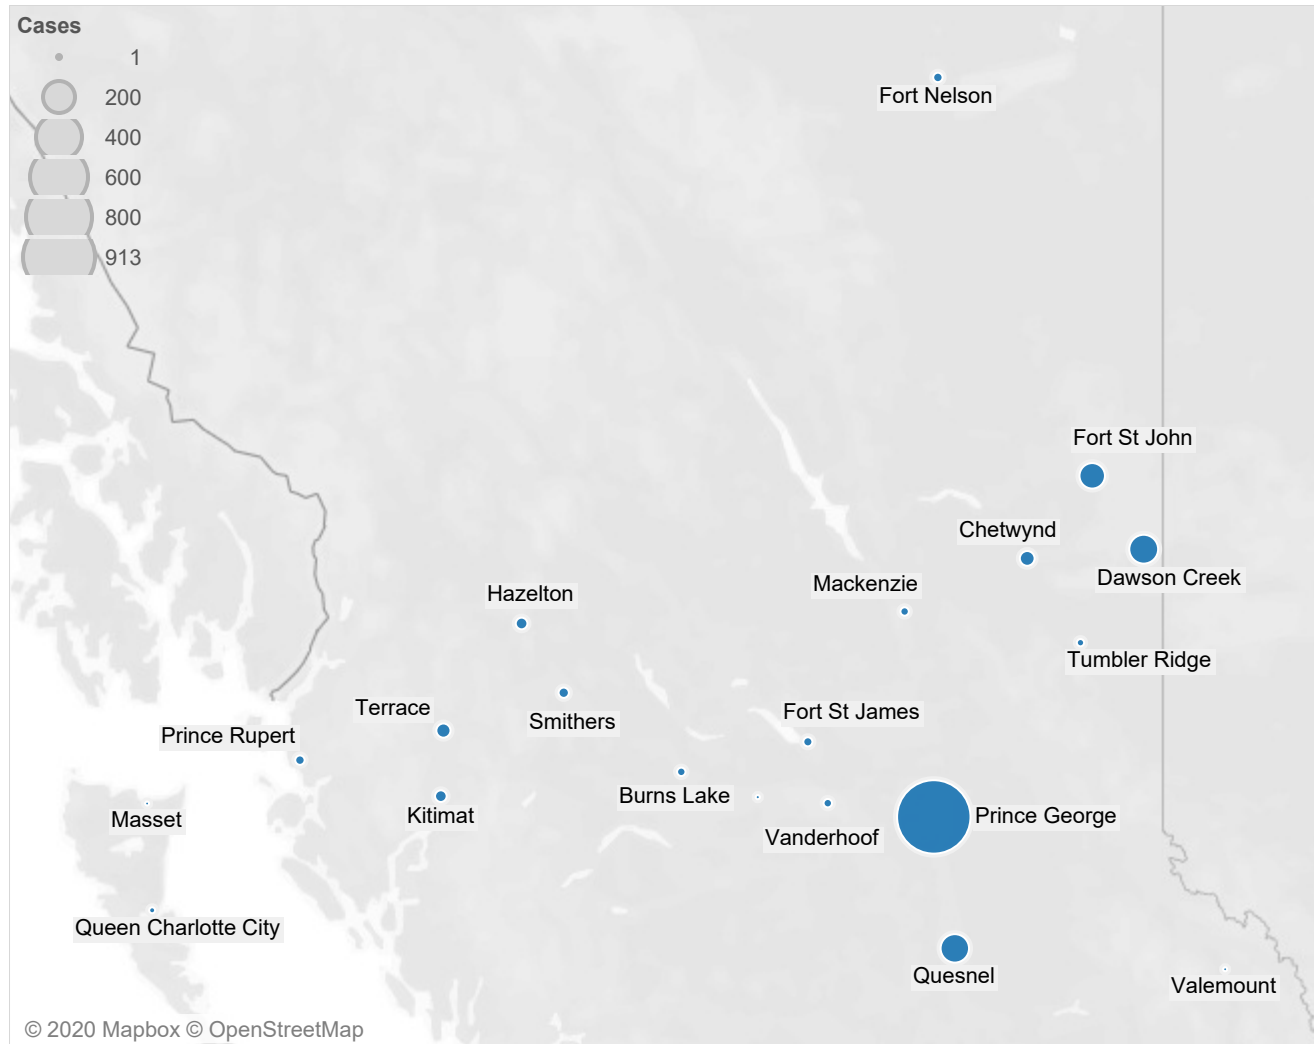 Cases
1
200
400
600
800
913
Fort Nelson
Fort St John
Chetwynd
Dawson Creek
Mackenzie
Hazelton
Tumbler Ridge
Terrace
Smithers
Fort St James
Prince Rupert
Burns Lake
Masset
Kitimat
Vanderhoof
Prince George
Queen Charlotte City
Quesnel
Valemount
© 2020 Mapbox © OpenStreetMap